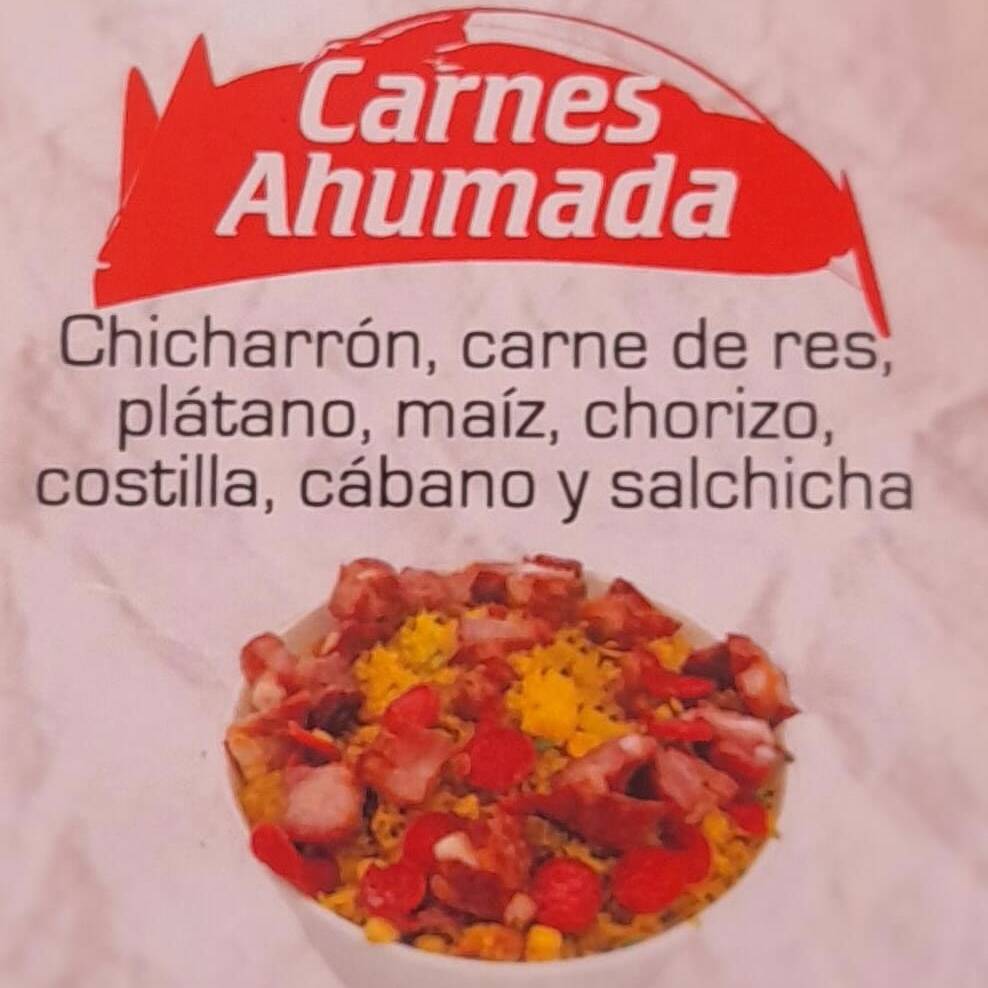 Carnes
Ahumada
Chicharrón, carne de res,
plátano, maíz, chorizo,
costilla, cábano y salchicha